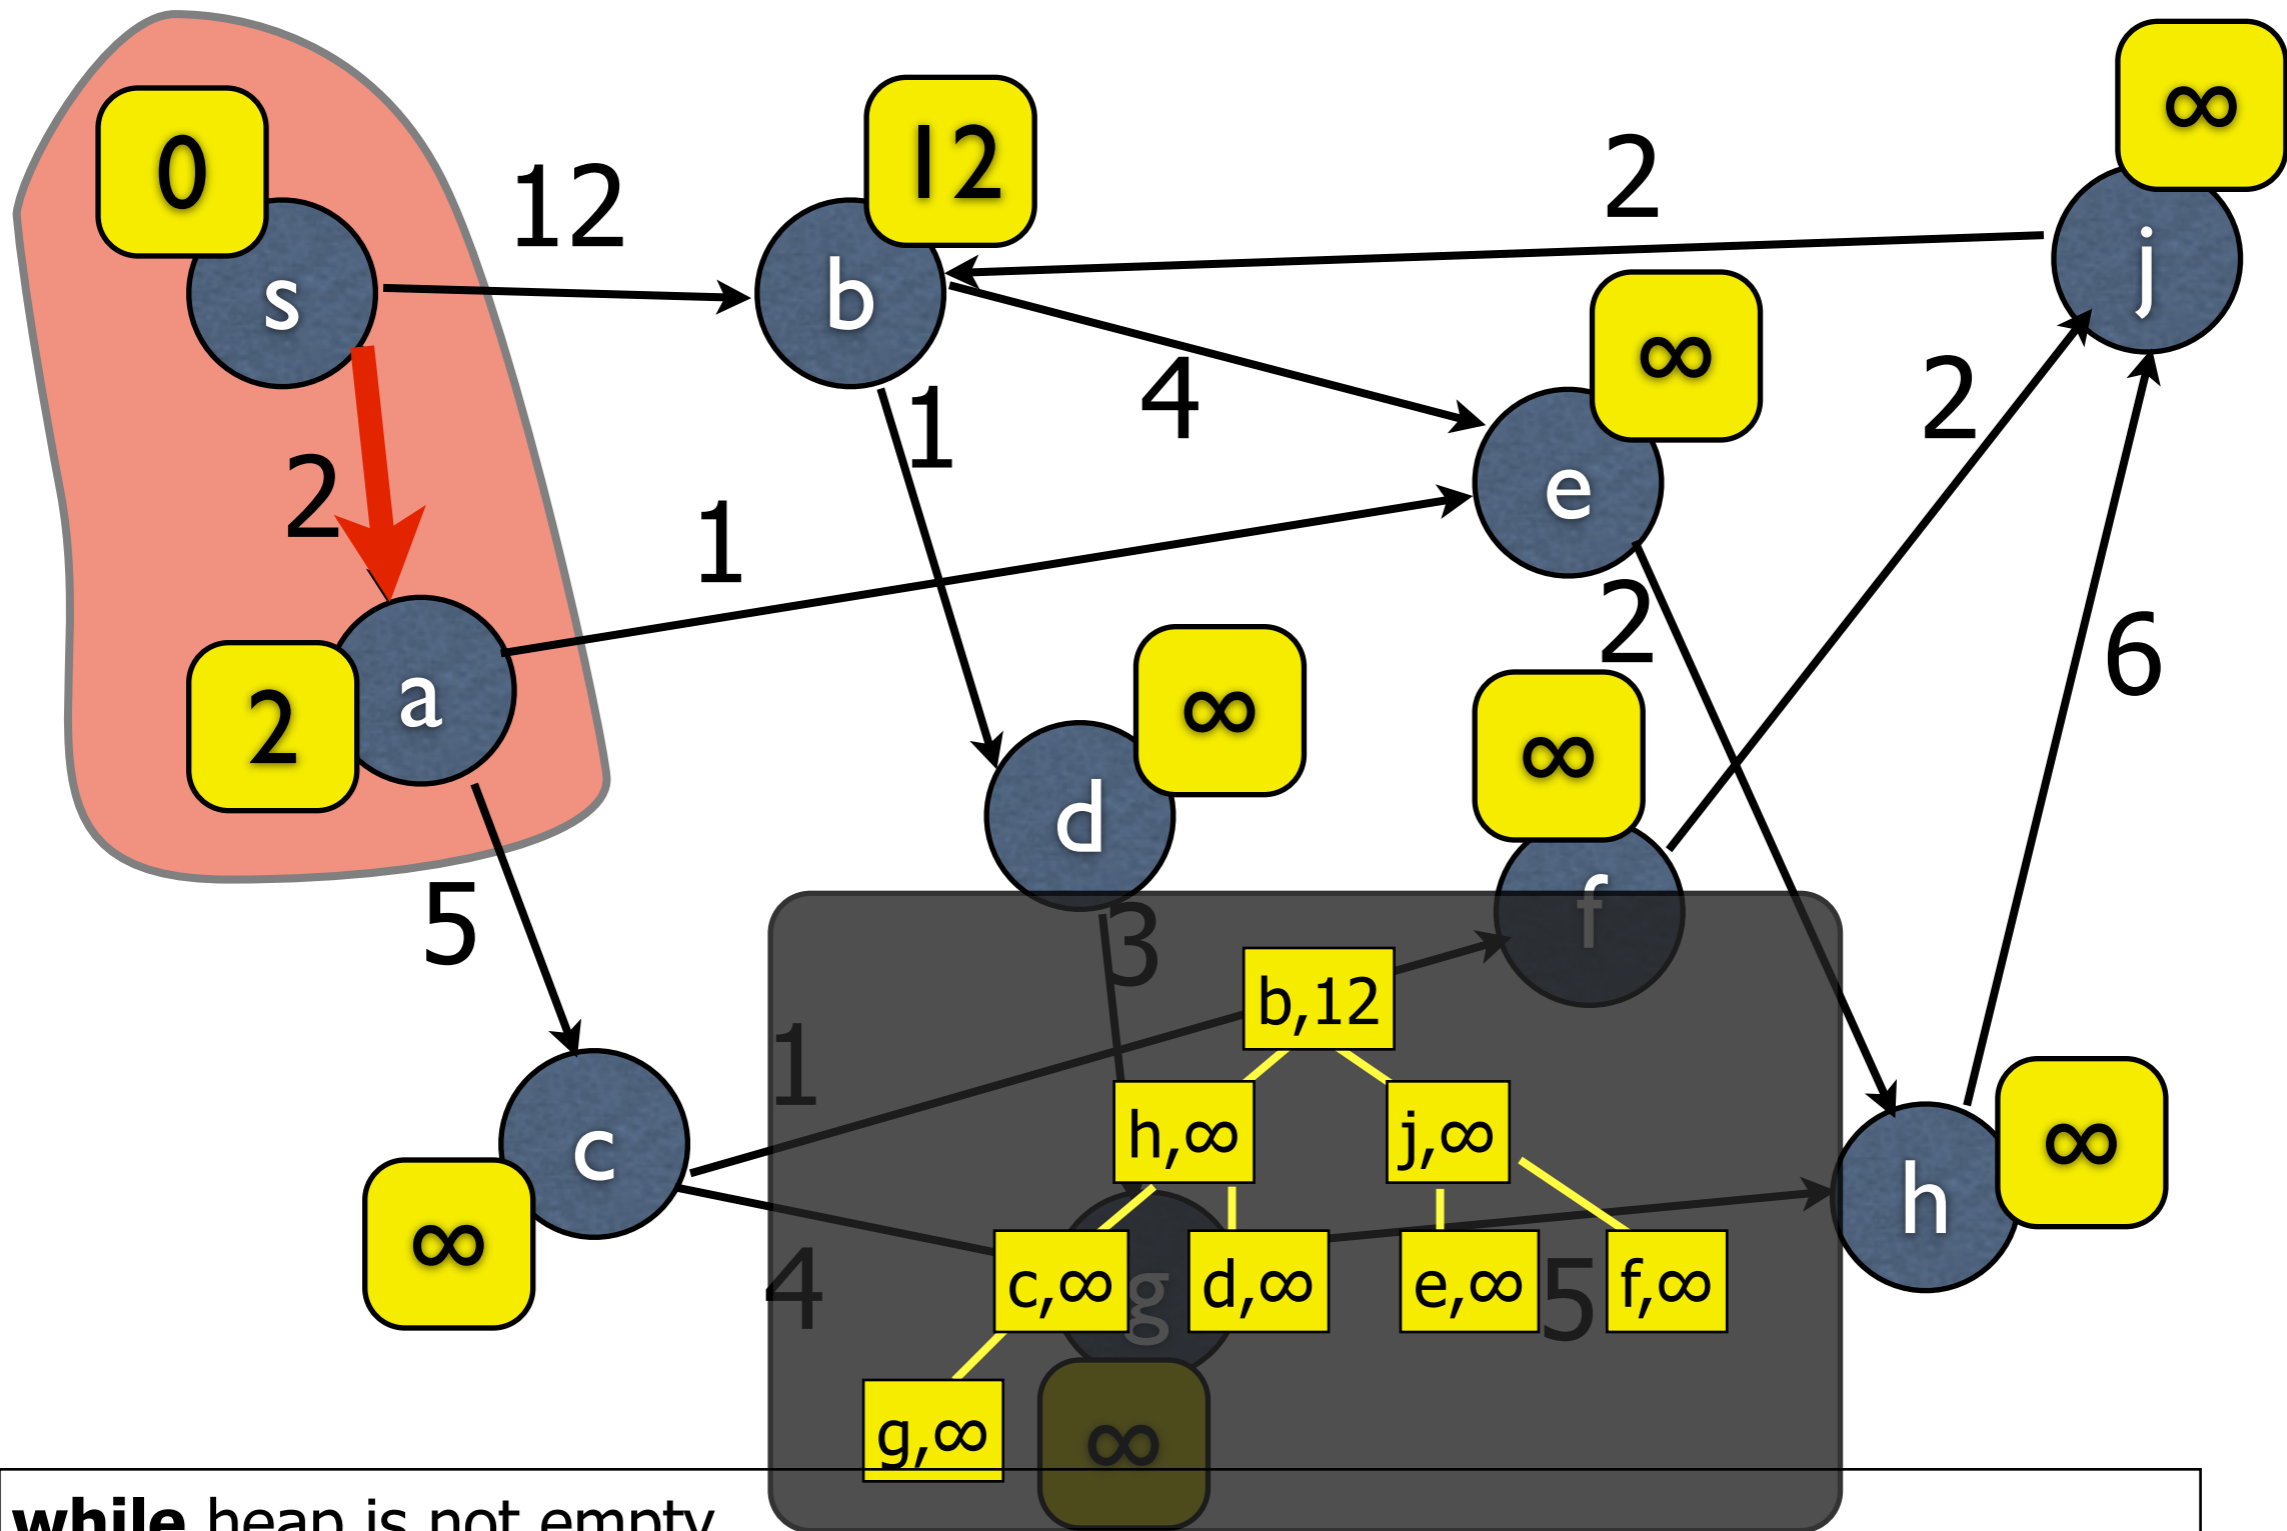 ∞
12
0
12
2
s
b
j
∞
4
2
1
e
2
1
2
6
∞
∞
2
a
d
f
5
3
b,12
1
h,∞
j,∞
∞
c
h
∞
4
c,∞
g
d,∞
e,∞
5
f,∞
g,∞
∞
while heap is not empty